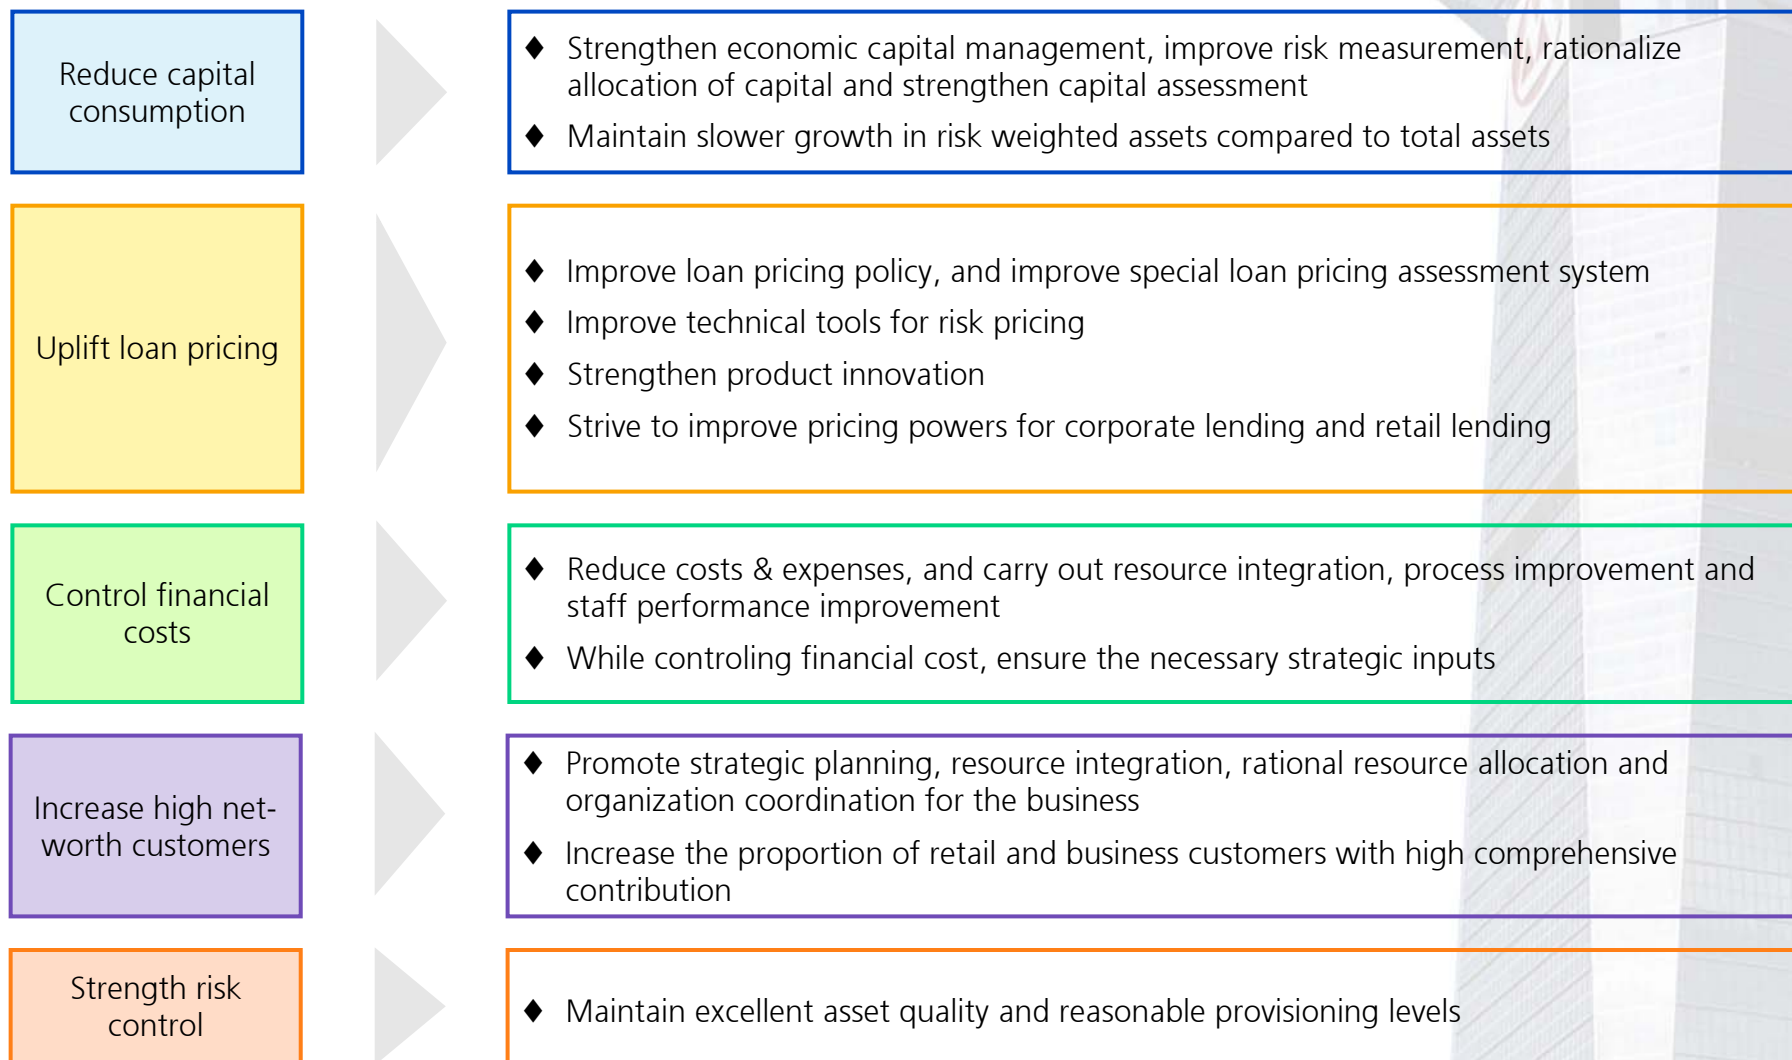 Reduce capital
consumption
♦ Strengthen economic capital management, improve risk measurement, rationalize
allocation of capital and strengthen capital assessment
♦ Maintain slower growth in risk weighted assets compared to total assets
Uplift loan pricing
♦ Improve loan pricing policy, and improve special loan pricing assessment system
♦ Improve technical tools for risk pricing
♦ Strengthen product innovation
♦ Strive to improve pricing powers for corporate lending and retail lending
Control financial
costs
♦ Reduce costs & expenses, and carry out resource integration, process improvement and
staff performance improvement
♦ While controling financial cost, ensure the necessary strategic inputs
Increase high net-
worth customers
♦ Promote strategic planning, resource integration, rational resource allocation and
organization coordination for the business
♦ Increase the proportion of retail and business customers with high comprehensive
contribution
Strength risk
control
♦ Maintain excellent asset quality and reasonable provisioning levels